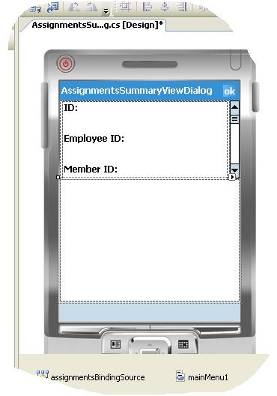 AssignmentsSu...g.cs [Design]*
AssignmentsSummaryViewDialog ok
ID:
Employee ID:
Member ID:
assignmentsBindingSource mainMenu1